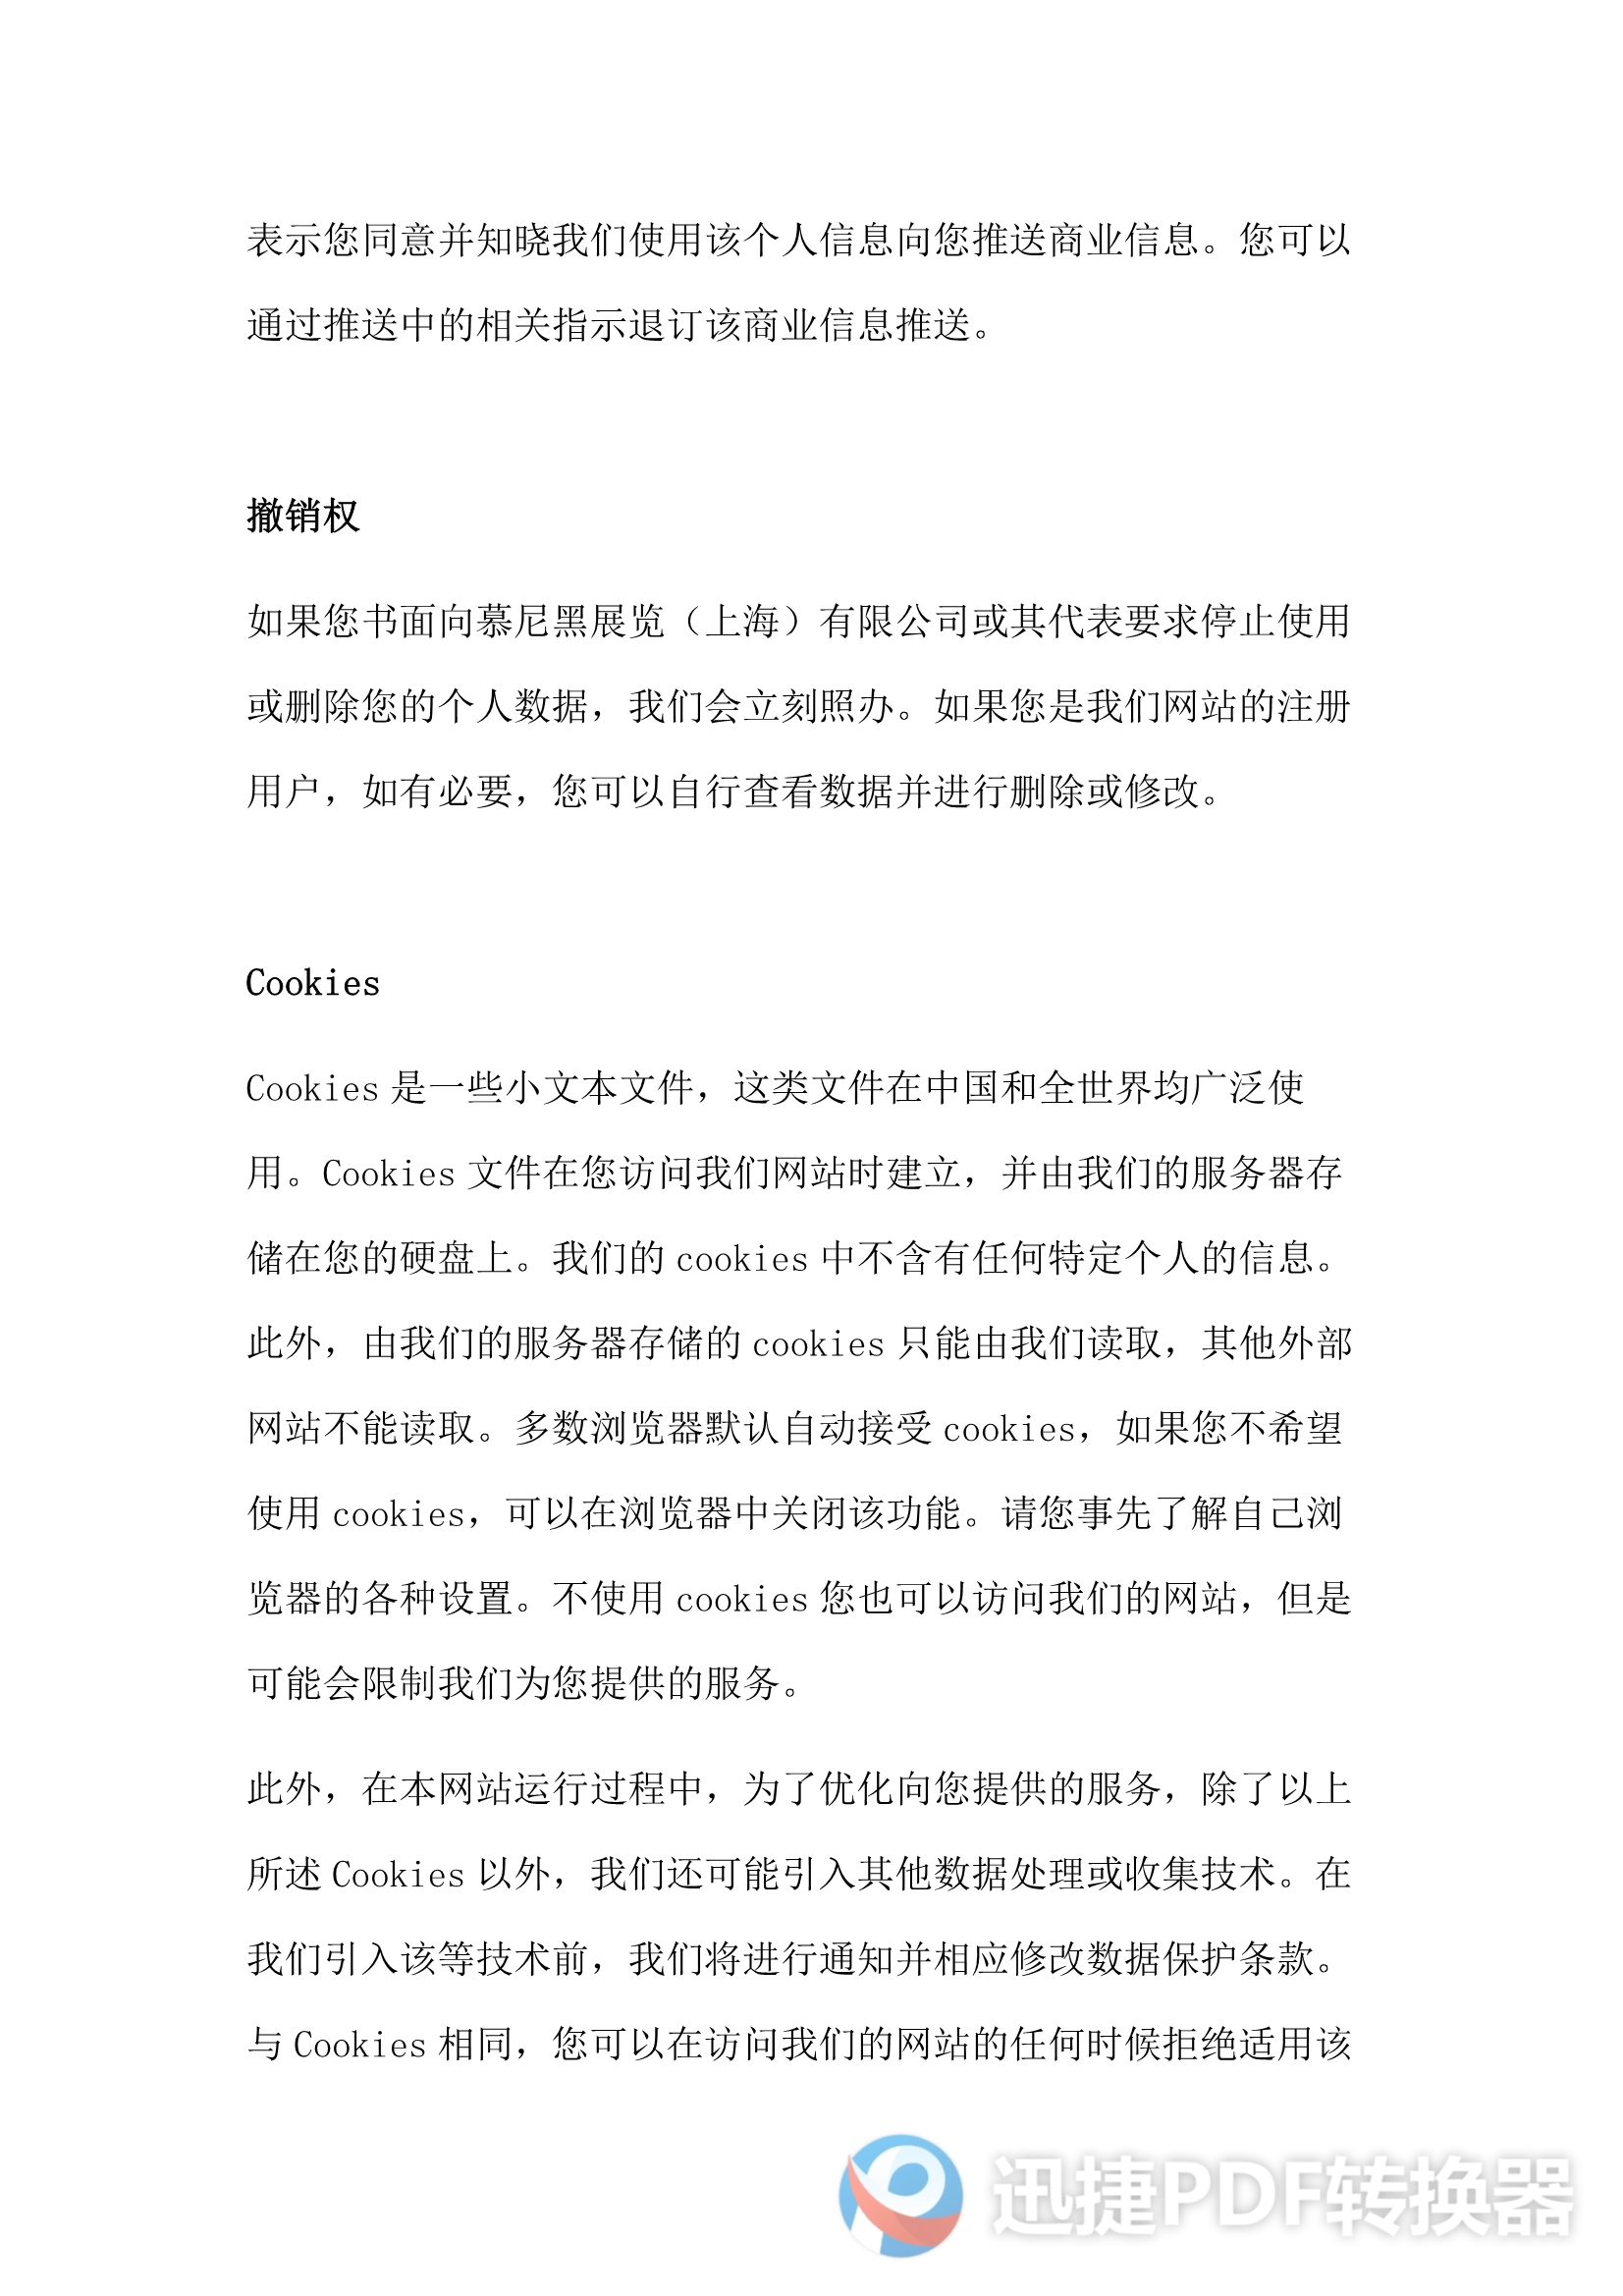 表示您同意并知晓我们使用该个人信息向您推送商业信息。您可以
通过推送中的相关指示退订该商业信息推送。
撤销权
如果您书面向慕尼黑展览（上海）有限公司或其代表要求停止使用
或删除您的个人数据，我们会立刻照办。如果您是我们网站的注册
用户，如有必要，您可以自行查看数据并进行删除或修改。
Cookies
Cookies 是一些小文本文件，这类文件在中国和全世界均广泛使
用。Cookies 文件在您访问我们网站时建立，并由我们的服务器存
储在您的硬盘上。我们的 cookies 中不含有任何特定个人的信息。
此外，由我们的服务器存储的 cookies 只能由我们读取，其他外部
网站不能读取。多数浏览器默认自动接受 cookies，如果您不希望
使用 cookies，可以在浏览器中关闭该功能。请您事先了解自己浏
览器的各种设置。不使用 cookies 您也可以访问我们的网站，但是
可能会限制我们为您提供的服务。
此外，在本网站运行过程中，为了优化向您提供的服务，除了以上
所述 Cookies 以外，我们还可能引入其他数据处理或收集技术。在
我们引入该等技术前，我们将进行通知并相应修改数据保护条款。
与 Cookies 相同，您可以在访问我们的网站的任何时候拒绝适用该
迅捷PDF转换器